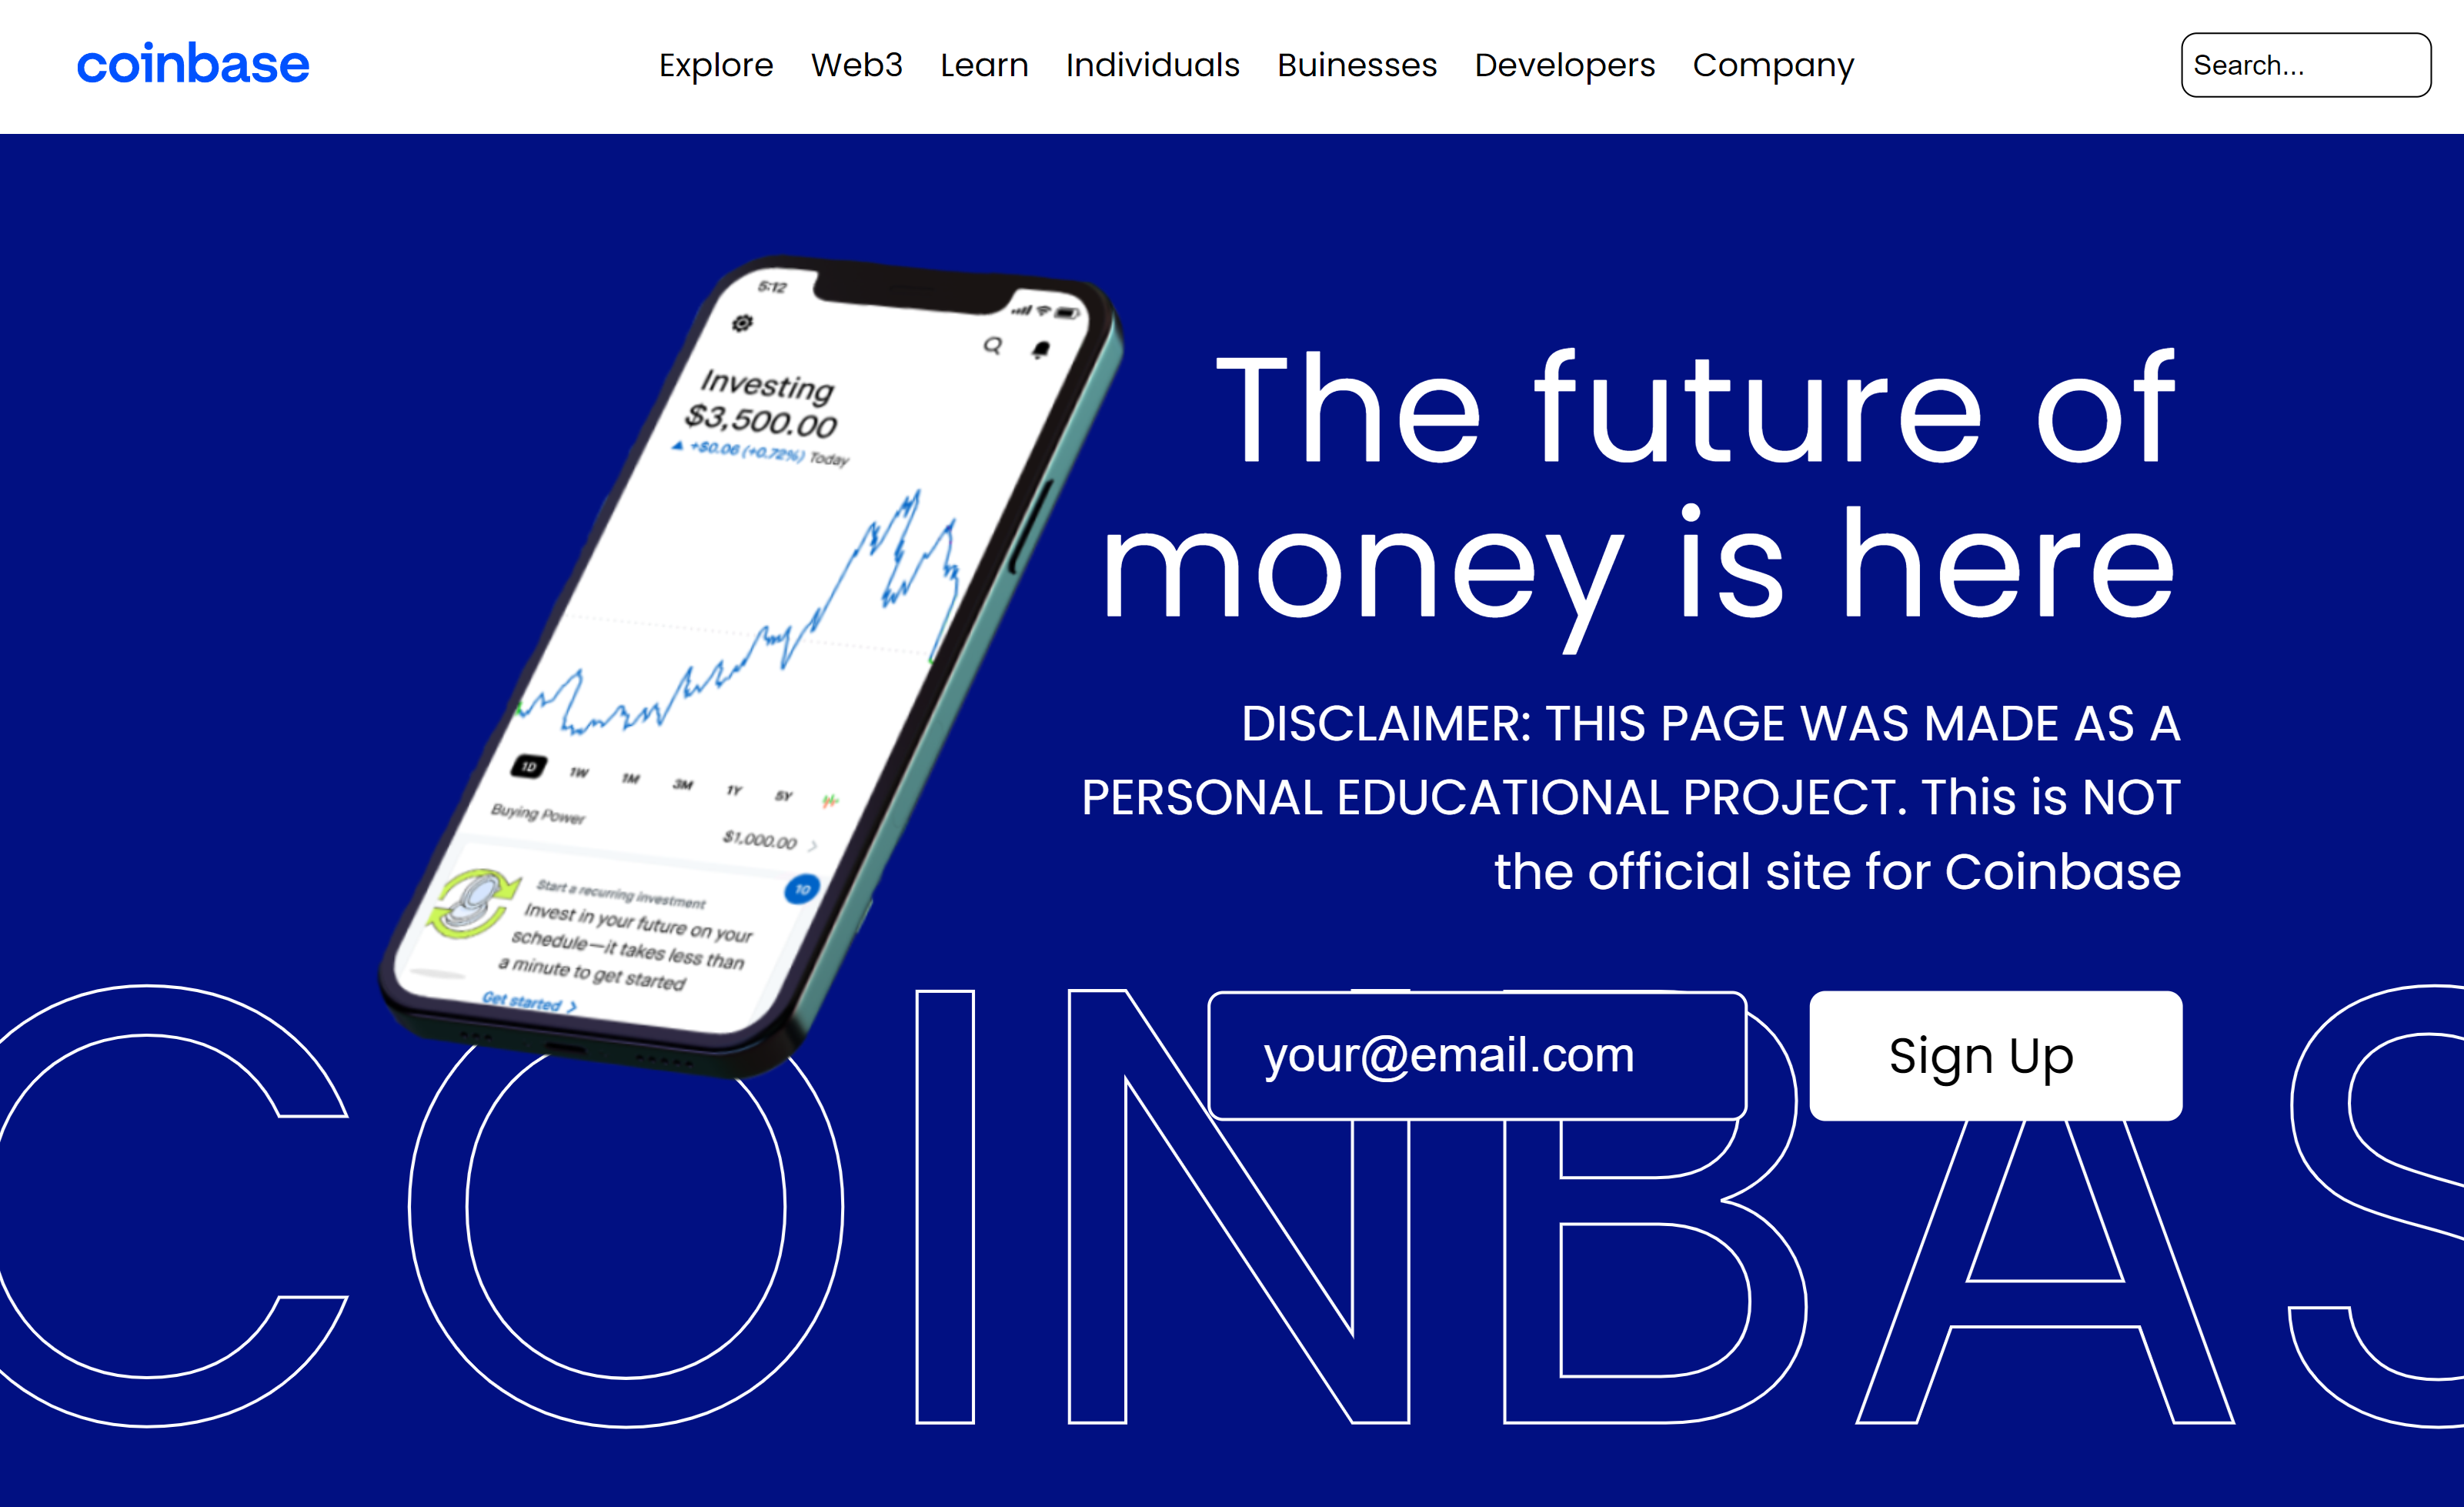 coinbase
Explore Web3 Learn Individuals Buinesses Developers Company
Search...
5:12
Investing
$3,500.00
+$0.06 (+0.72%) Today
1D 1W 1M 3M 1Y 5Y
Buying Power
$1,000.00
10
Start a recurring investment
Invest in your future on your
schedule—it takes less than
a minute to get started
Get started
The future of
money is here
DISCLAIMER: THIS PAGE WAS MADE AS A
PERSONAL EDUCATIONAL PROJECT. This is NOT
the official site for Coinbase
your@email.com
Sign Up
COINBAS